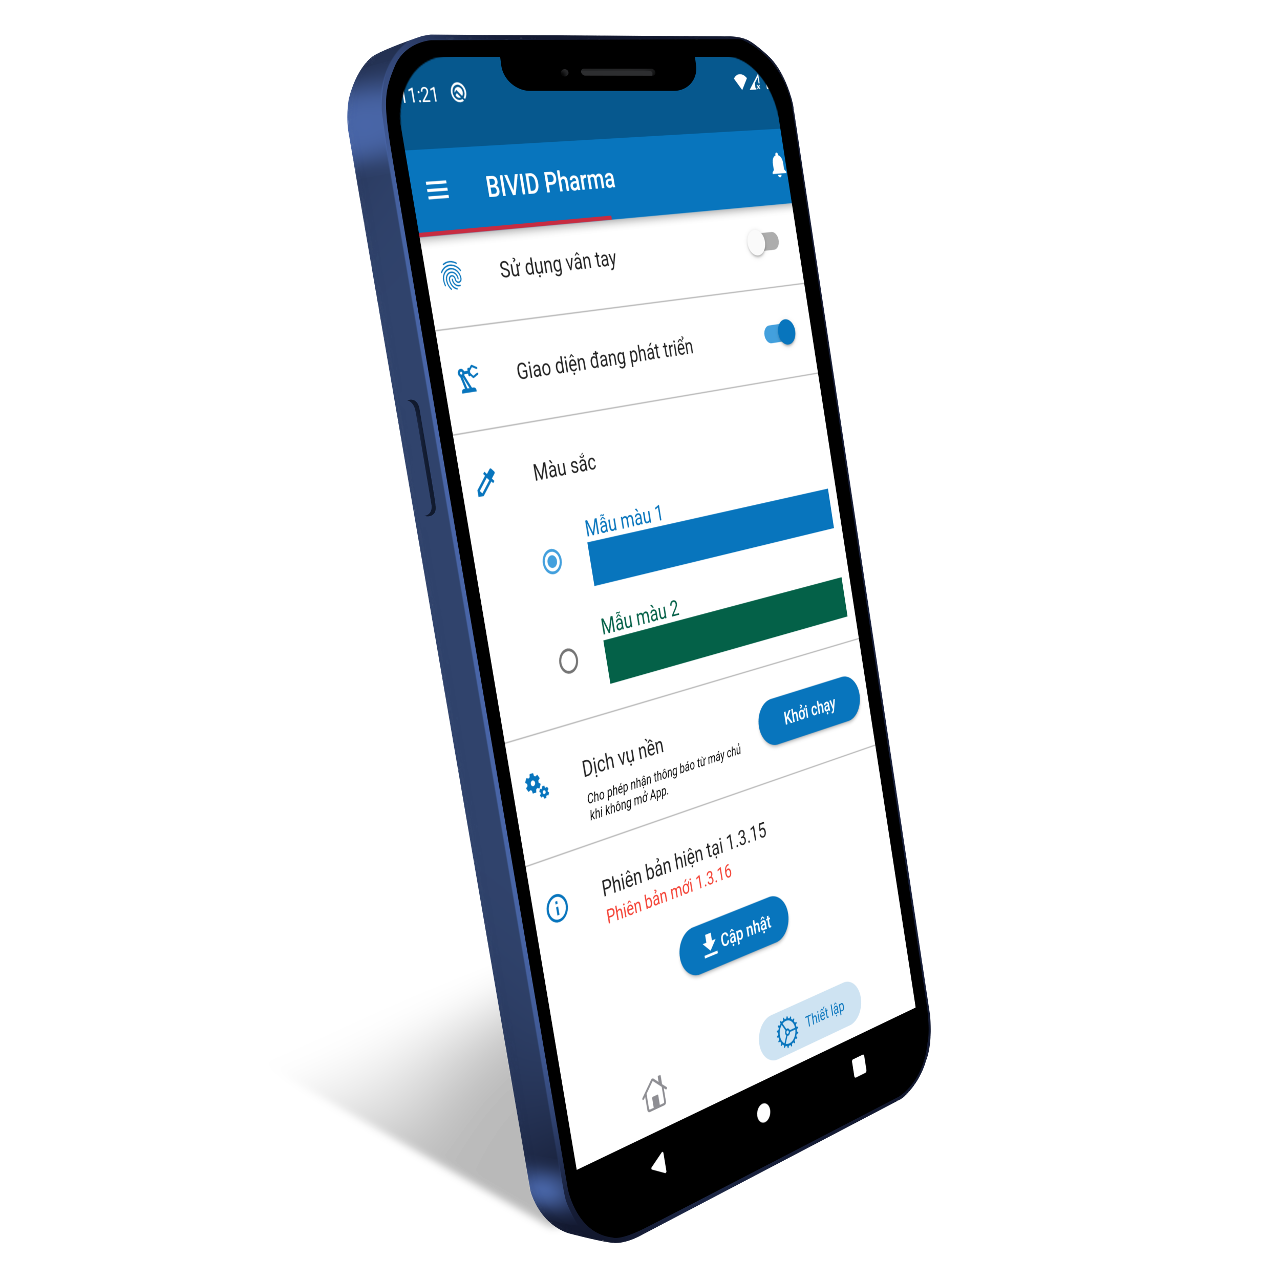 11:21
BIVID Pharma
Sử dụng vân tay
Giao diện đang phát triển
Màu sắc
Mẫu màu 1
Mẫu màu 2
Dịch vụ nền
Khởi chạy
Cho phép nhận thông báo từ máy chủ
khi không mở App.
Phiên bản hiện tại 1.3.15
Phiên bản mới 1.3.16
Cập nhật
Thiết lập